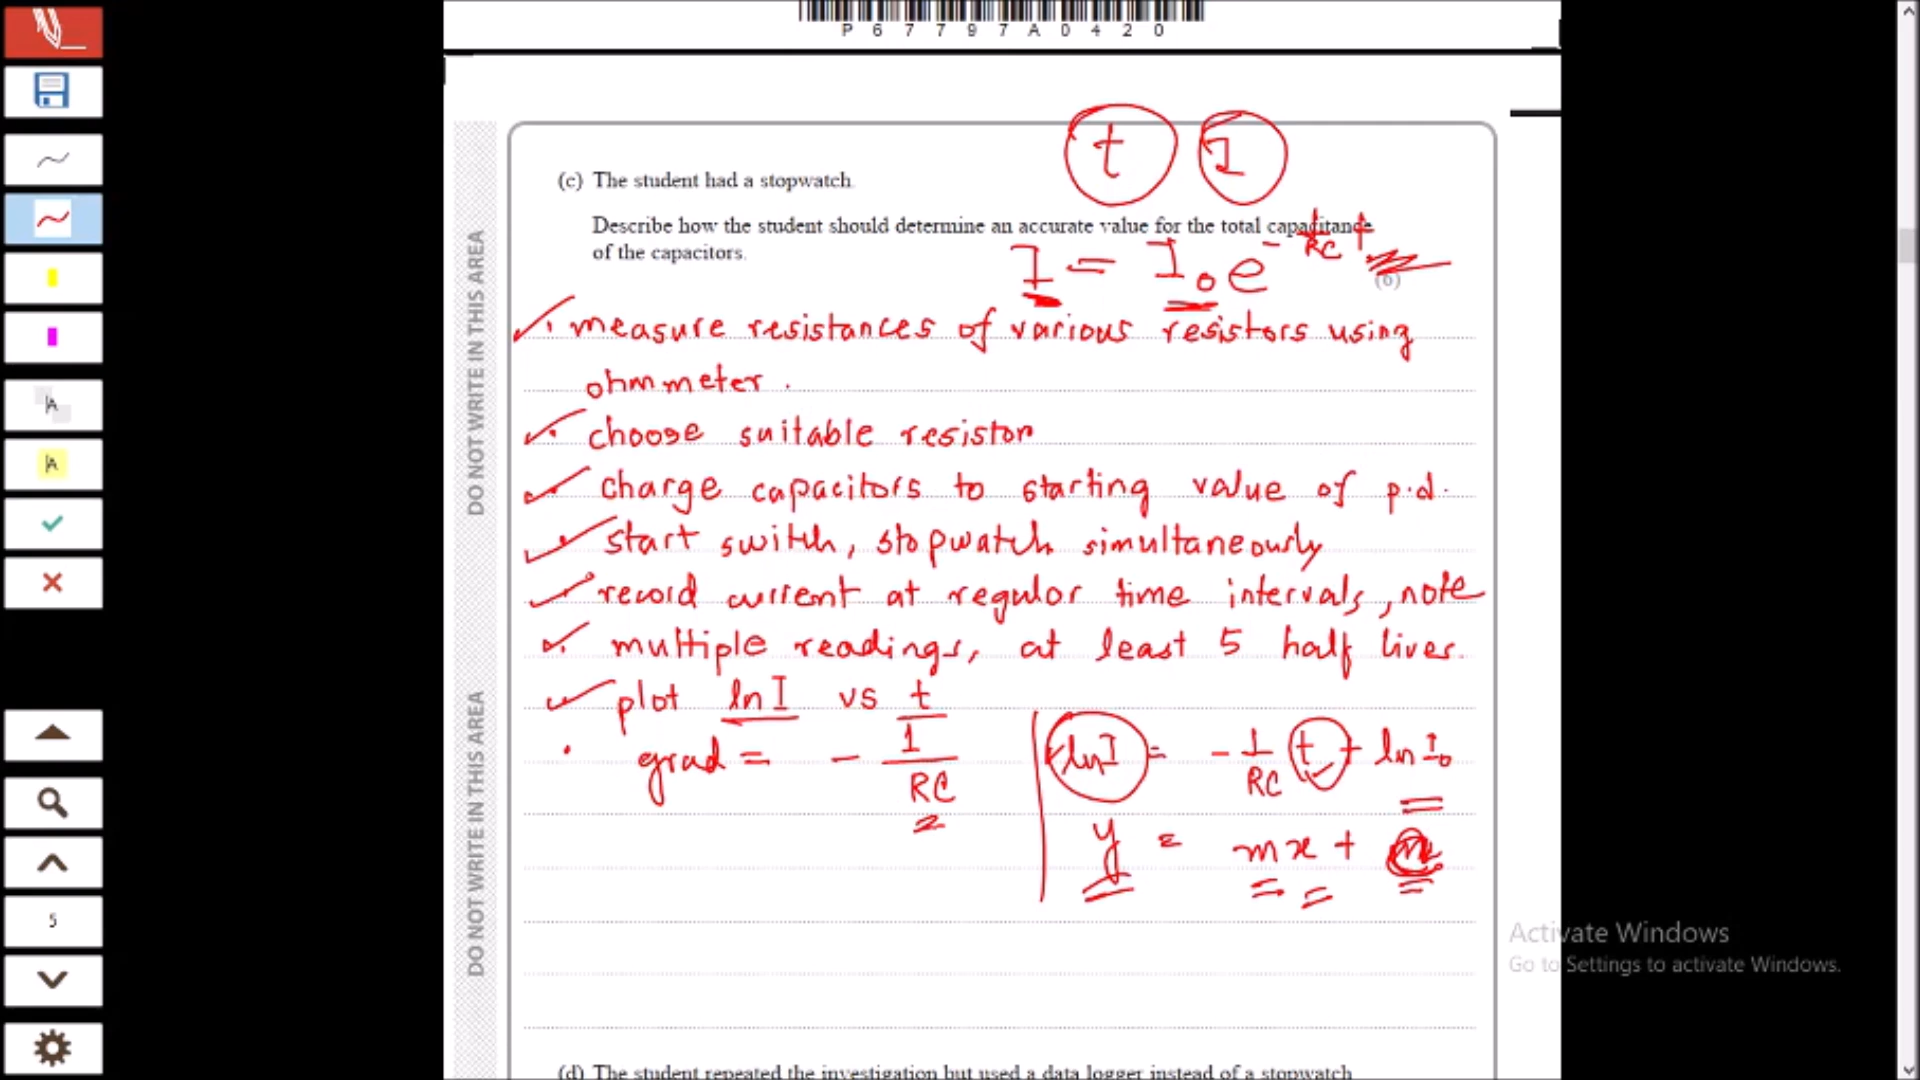 P 6 7 7 9 7 A 0 4 2 0
t I
(c) The student had a stopwatch.
Describe how the student should determine an accurate value for the total capacitance
of the capacitors.
I = I₀e^(-1/RC t)
(6)
· measure resistances of various resistors using
ohmmeter.
· choose suitable resistor
· charge capacitors to starting value of p.d.
· start switch, stopwatch simultaneously
· record current at regular time intervals, note
· multiple readings, at least 5 half lives.
· plot ln I vs t
· grad = - 1/RC
ln I = - 1/RC t + ln I₀
y = mx +
(d) The student repeated the investigation but used a data logger instead of a stopwatch
DO NOT WRITE IN THIS AREA
DO NOT WRITE IN THIS AREA
5
Activate Windows
Go to Settings to activate Windows.